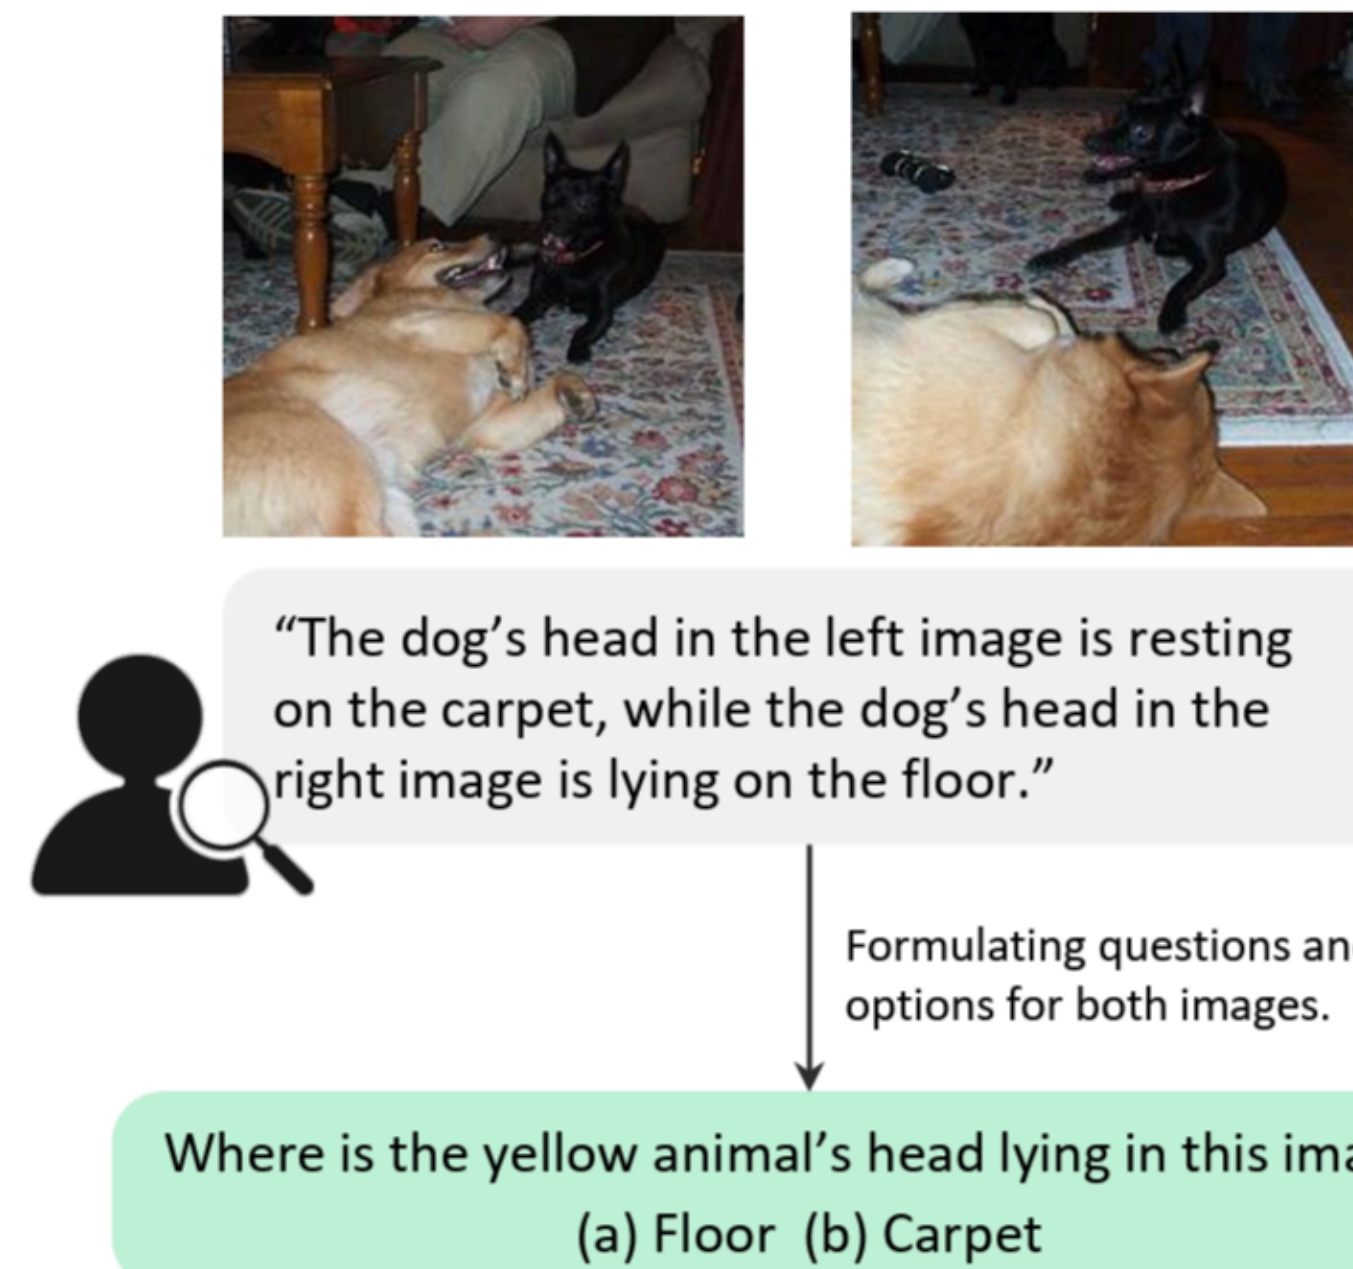 “The dog’s head in the left image is resting
on the carpet, while the dog’s head in the
right image is lying on the floor.”
Formulating questions an
options for both images.
Where is the yellow animal’s head lying in this ima
(a) Floor (b) Carpet